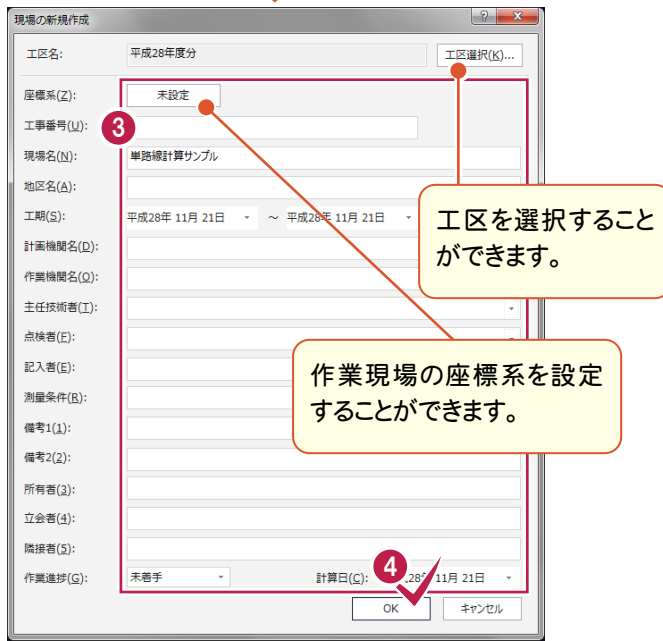 現場の新規作成
工区名: 平成28年度分 工区選択(K)...
座標系(Z): 未設定
工事番号(U):
3
現場名(N): 単路線計算サンプル
地区名(A):
工期(S): 平成28年 11月 21日 ～ 平成28年 11月 21日
工区を選択すること
ができます。
計画機関名(D):
作業機関名(O):
主任技術者(T):
点検者(F):
記入者(E):
作業現場の座標系を設定
することができます。
測量条件(R):
備考1(1):
備考2(2):
所有者(3):
立会者(4):
隣接者(5):
作業進捗(G): 未着手 計算日(C): 28年 11月 21日
4
OK キャンセル